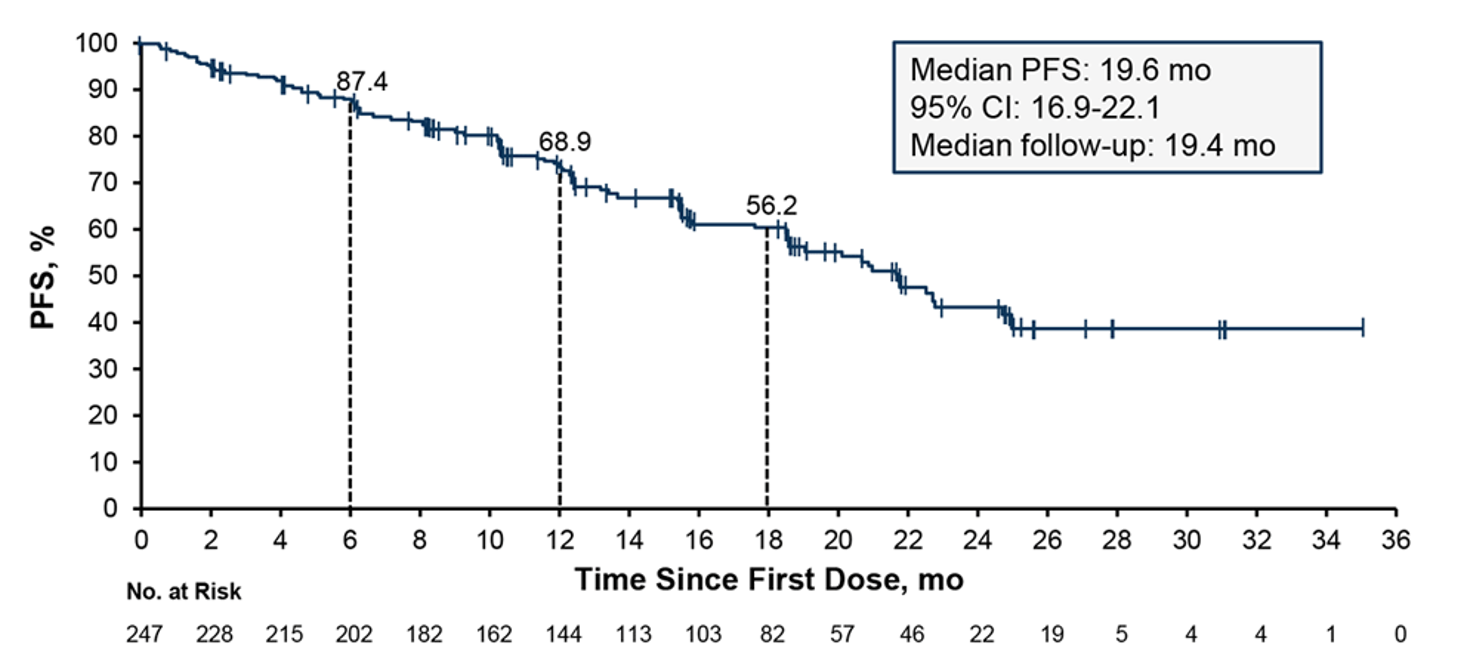 100
90
80
70
60
50
40
30
20
10
0
PFS, %
87.4
68.9
56.2
Median PFS: 19.6 mo
95% CI: 16.9-22.1
Median follow-up: 19.4 mo
0 2 4 6 8 10 12 14 16 18 20 22 24 26 28 30 32 34 36
Time Since First Dose, mo
No. at Risk
247 228 215 202 182 162 144 113 103 82 57 46 22 19 5 4 4 1 0